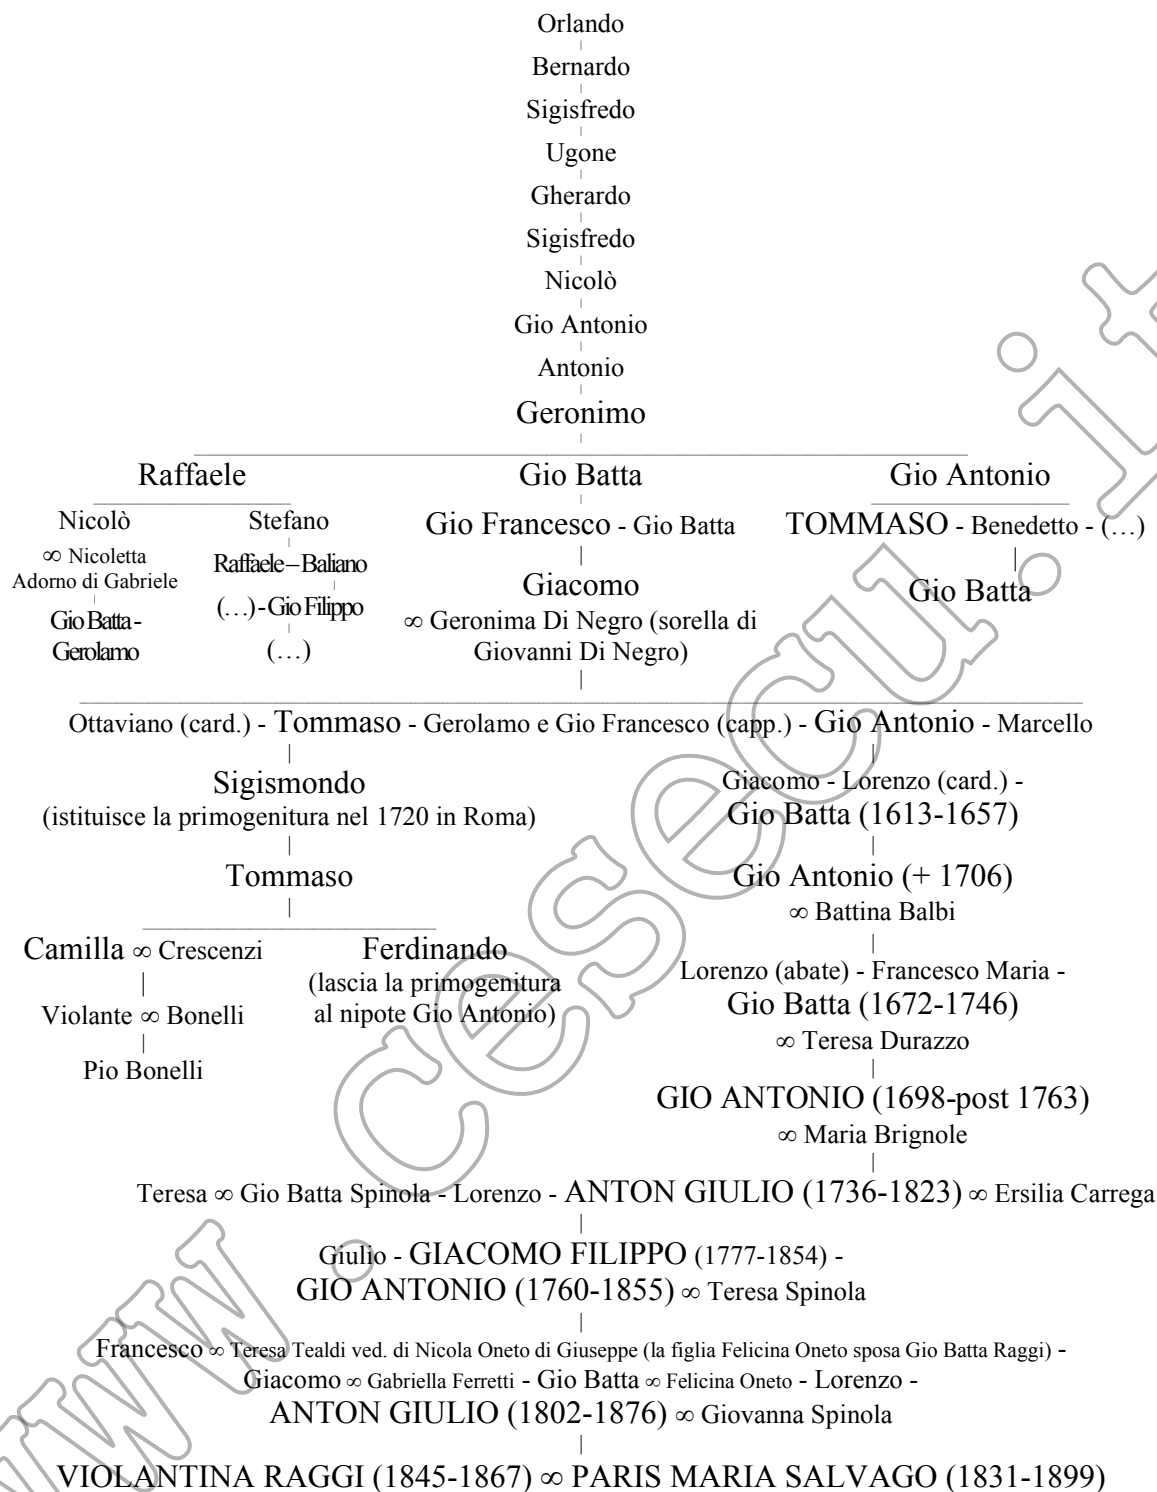 Orlando
Bernardo
Sigisfredo
Ugone
Gherardo
Sigisfredo
Nicolò
Gio Antonio
Antonio
Geronimo
Raffaele
Gio Batta
Gio Antonio
Nicolò
∞ Nicoletta
Adorno di Gabriele
Gio Batta -
Gerolamo
Stefano
Raffaele – Baliano
(…) - Gio Filippo
(…)
Gio Francesco - Gio Batta
Giacomo
∞ Geronima Di Negro (sorella di
Giovanni Di Negro)
TOMMASO - Benedetto - (…)
Gio Batta
Ottaviano (card.) - Tommaso - Gerolamo e Gio Francesco (capp.) - Gio Antonio - Marcello
Sigismondo
(istituisce la primogenitura nel 1720 in Roma)
Tommaso
Camilla ∞ Crescenzi
Violante ∞ Bonelli
Pio Bonelli
Ferdinando
(lascia la primogenitura
al nipote Gio Antonio)
Giacomo - Lorenzo (card.) -
Gio Batta (1613-1657)
Gio Antonio (+ 1706)
∞ Battina Balbi
Lorenzo (abate) - Francesco Maria -
Gio Batta (1672-1746)
∞ Teresa Durazzo
GIO ANTONIO (1698-post 1763)
∞ Maria Brignole
Teresa ∞ Gio Batta Spinola - Lorenzo - ANTON GIULIO (1736-1823) ∞ Ersilia Carrega
Giulio - GIACOMO FILIPPO (1777-1854) -
GIO ANTONIO (1760-1855) ∞ Teresa Spinola
Francesco ∞ Teresa Tealdi ved. di Nicola Oneto di Giuseppe (la figlia Felicina Oneto sposa Gio Batta Raggi) -
Giacomo ∞ Gabriella Ferretti - Gio Batta ∞ Felicina Oneto - Lorenzo -
ANTON GIULIO (1802-1876) ∞ Giovanna Spinola
VIOLANTINA RAGGI (1845-1867) ∞ PARIS MARIA SALVAGO (1831-1899)
www.cesecu.it